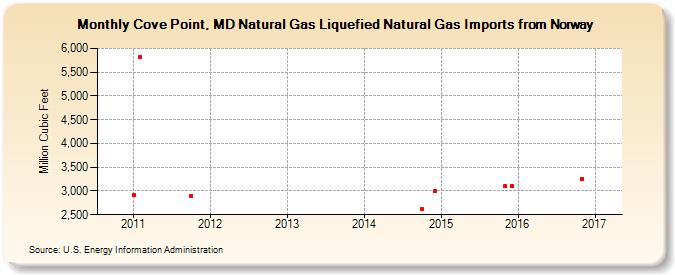 Monthly Cove Point, MD Natural Gas Liquefied Natural Gas Imports from Norway
Million Cubic Feet
6,000
5,500
5,000
4,500
4,000
3,500
3,000
2,500
2011 2012 2013 2014 2015 2016 2017
Source: U.S. Energy Information Administration